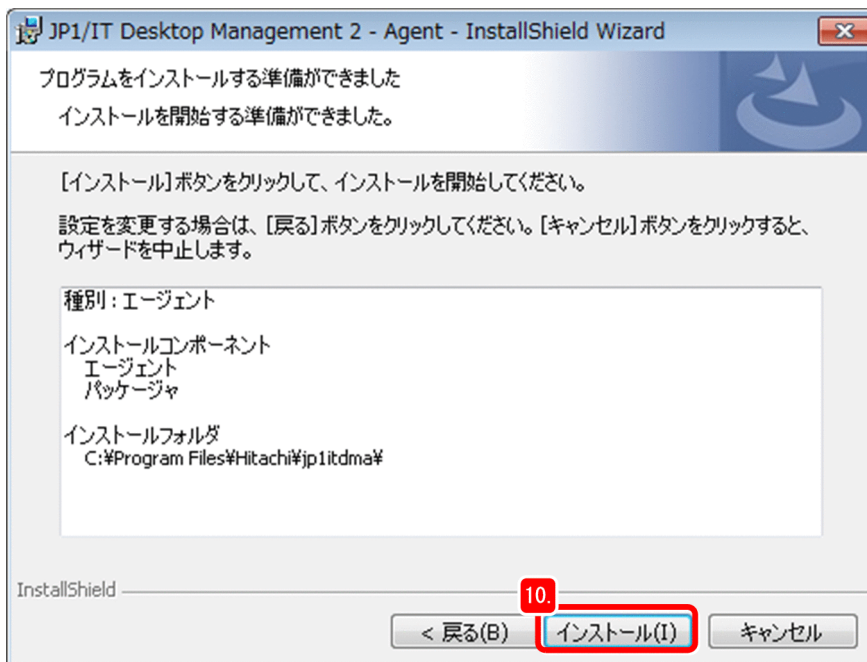 JP1/IT Desktop Management 2 - Agent - InstallShield Wizard
プログラムをインストールする準備ができました
インストールを開始する準備ができました。
[インストール]ボタンをクリックして、インストールを開始してください。
設定を変更する場合は、[戻る]ボタンをクリックしてください。[キャンセル]ボタンをクリックすると、
ウィザードを中止します。
種別:エージェント
インストールコンポーネント
エージェント
パッケージャ
インストールフォルダ
C:¥Program Files¥Hitachi¥jp1itdma¥
InstallShield
10.
< 戻る(B) インストール(I) キャンセル